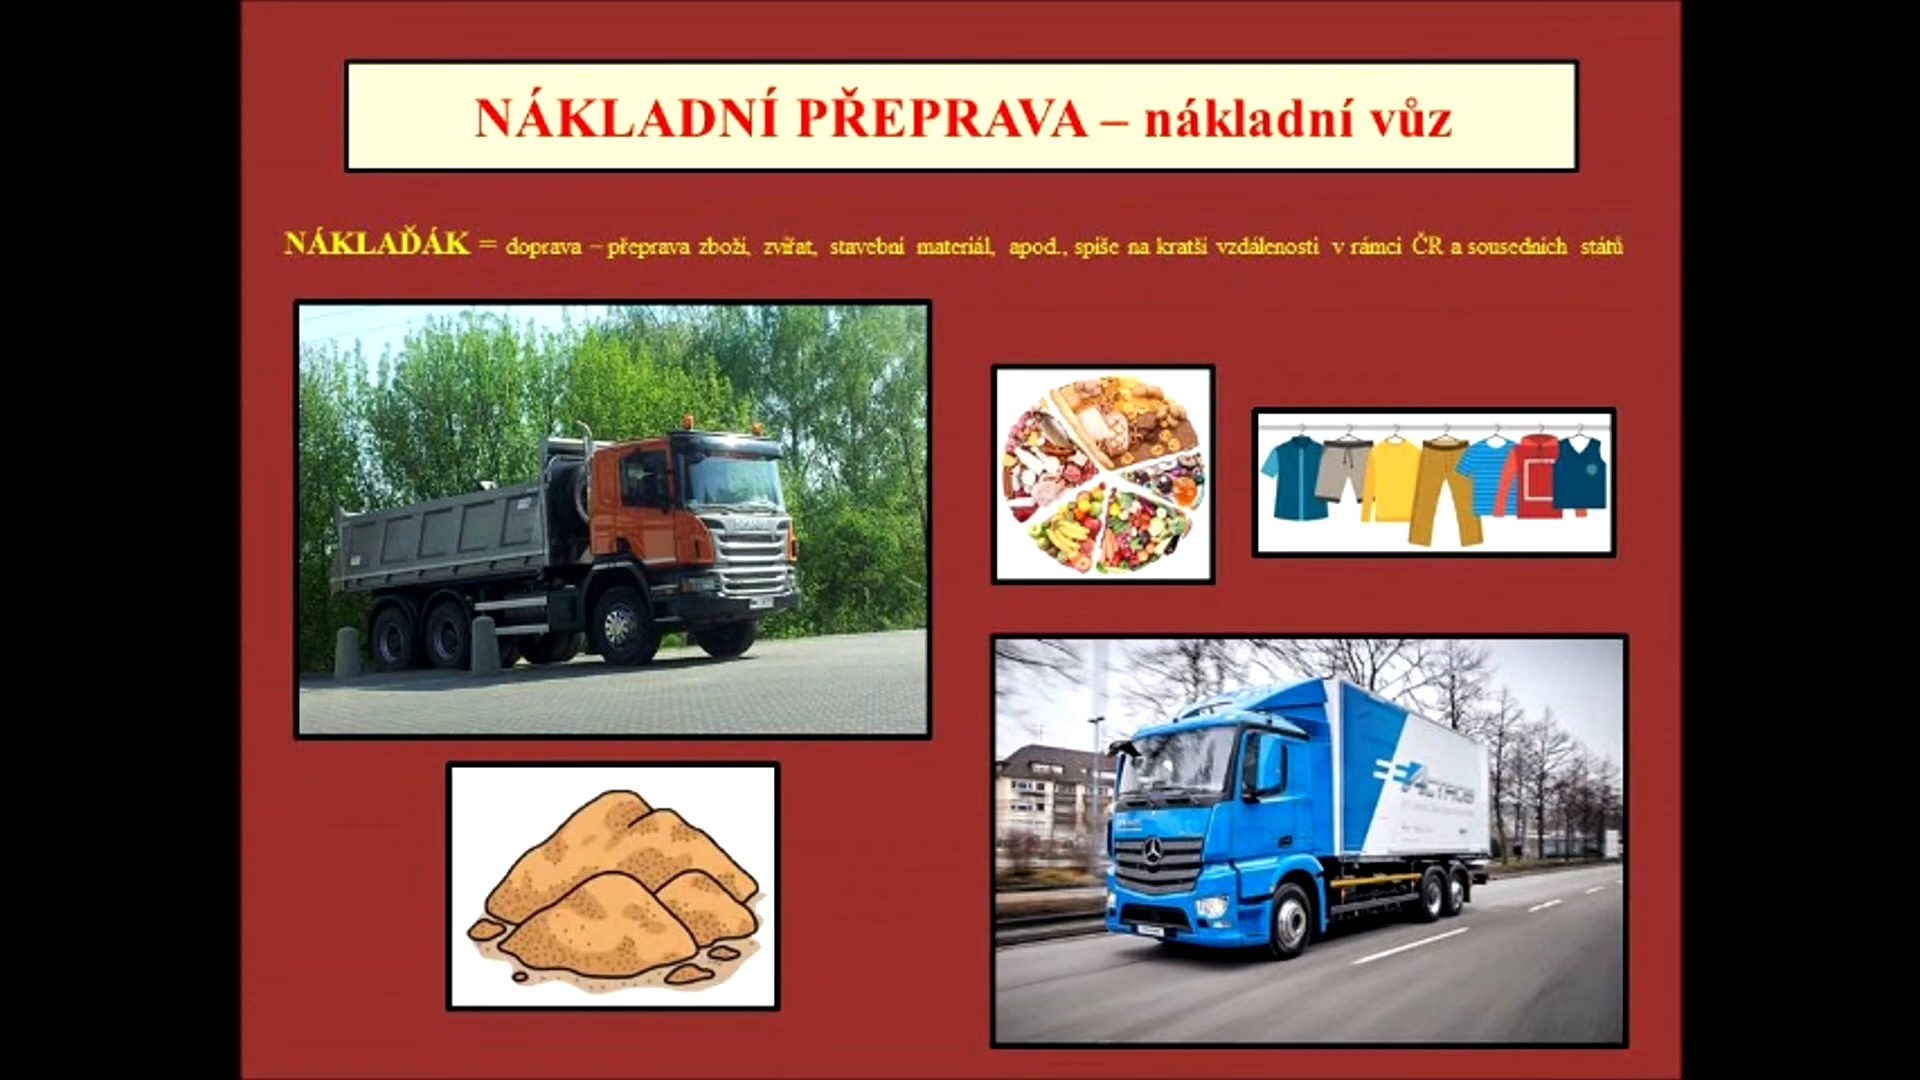 NÁKLADNÍ PŘEPRAVA – nákladní vůz
NÁKLAĎÁK = doprava – přeprava zboží, zvířat, stavební materiál, apod., spíše na kratší vzdálenosti v rámci ČR a sousedních států
ACTROS